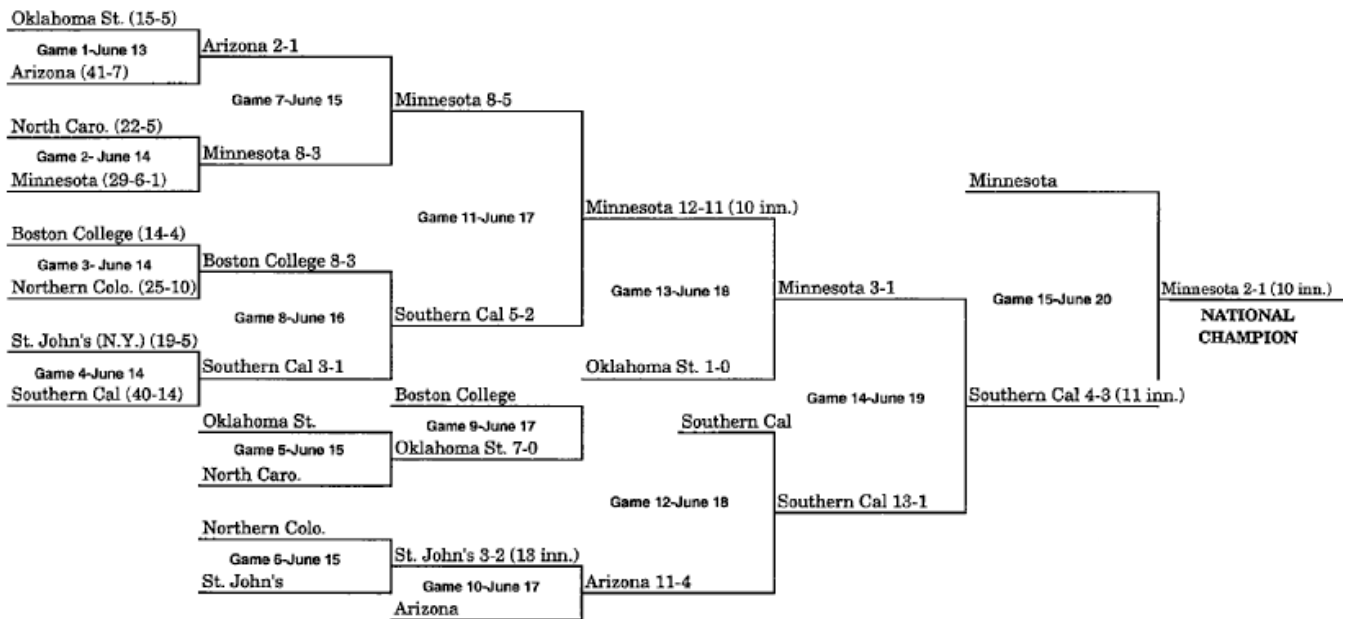 Oklahoma St. (15-5)
Game 1-June 13
Arizona (41-7)
Arizona 2-1
Game 7-June 15
North Caro. (22-5)
Game 2- June 14
Minnesota (29-6-1)
Minnesota 8-3
Minnesota 8-5
Game 11-June 17
Boston College (14-4)
Game 3- June 14
Northern Colo. (25-10)
Boston College 8-3
Game 8-June 16
St. John's (N.Y.) (19-5)
Game 4-June 14
Southern Cal (40-14)
Southern Cal 3-1
Southern Cal 5-2
Minnesota 12-11 (10 inn.)
Game 13-June 18
Oklahoma St. 1-0
Minnesota 3-1
Oklahoma St.
Game 5-June 15
North Caro.
Boston College
Game 9-June 17
Oklahoma St. 7-0
Northern Colo.
Game 6-June 15
St. John's
St. John's 3-2 (13 inn.)
Game 10-June 17
Arizona
Arizona 11-4
Southern Cal
Game 12-June 18
Southern Cal 13-1
Game 14-June 19
Minnesota
Game 15-June 20
Southern Cal 4-3 (11 inn.)
Minnesota 2-1 (10 inn.)
NATIONAL
CHAMPION